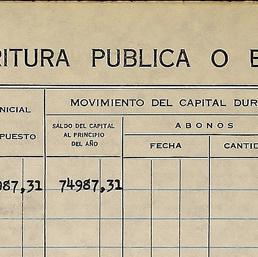 RITURA PUBLICA O E
MOVIMIENTO DEL CAPITAL DUR
NICIAL
PUESTO
SALDO DEL CAPITAL
AL PRINCIPIO
DEL AÑO
ABONOS
FECHA
CANTID
987,31
74987,31